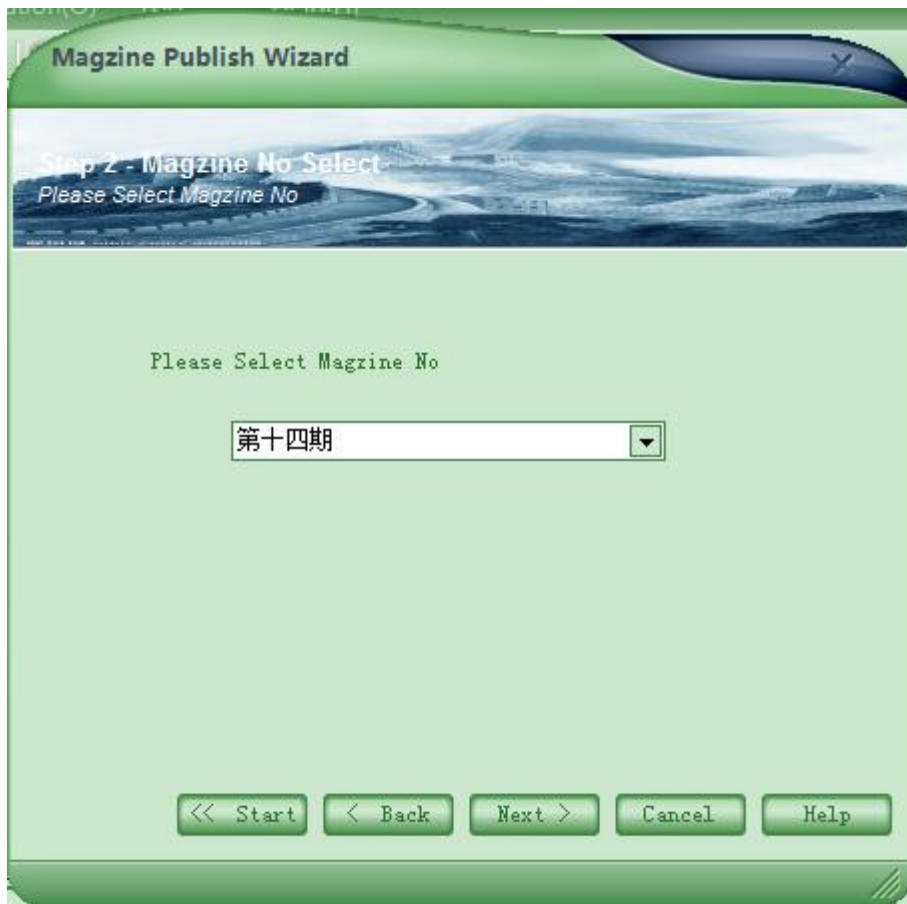 Magzine Publish Wizard
Step 2 - Magzine No Select
Please Select Magzine No
Please Select Magzine No
第十四期
<< Start
< Back
Next >
Cancel
Help